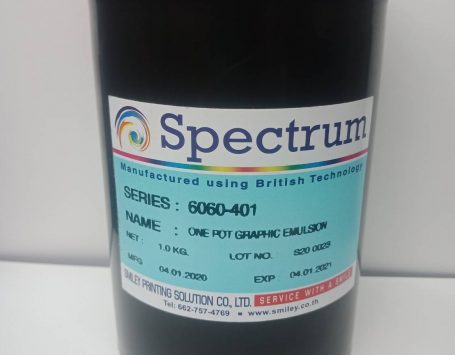 Spectrum
Manufactured using British Technology
SERIES : 6060-401
NAME : ONE POT GRAPHIC EMULSION
NET : 1.0 KG. LOT NO. : S20 0023
MFG 04.01.2020 EXP 04.01.2021
SMILEY PRINTING SOLUTION CO., LTD. SERVICE WITH A SMILE
Tel: 662-757-4769 ■ www.smiley.co.th